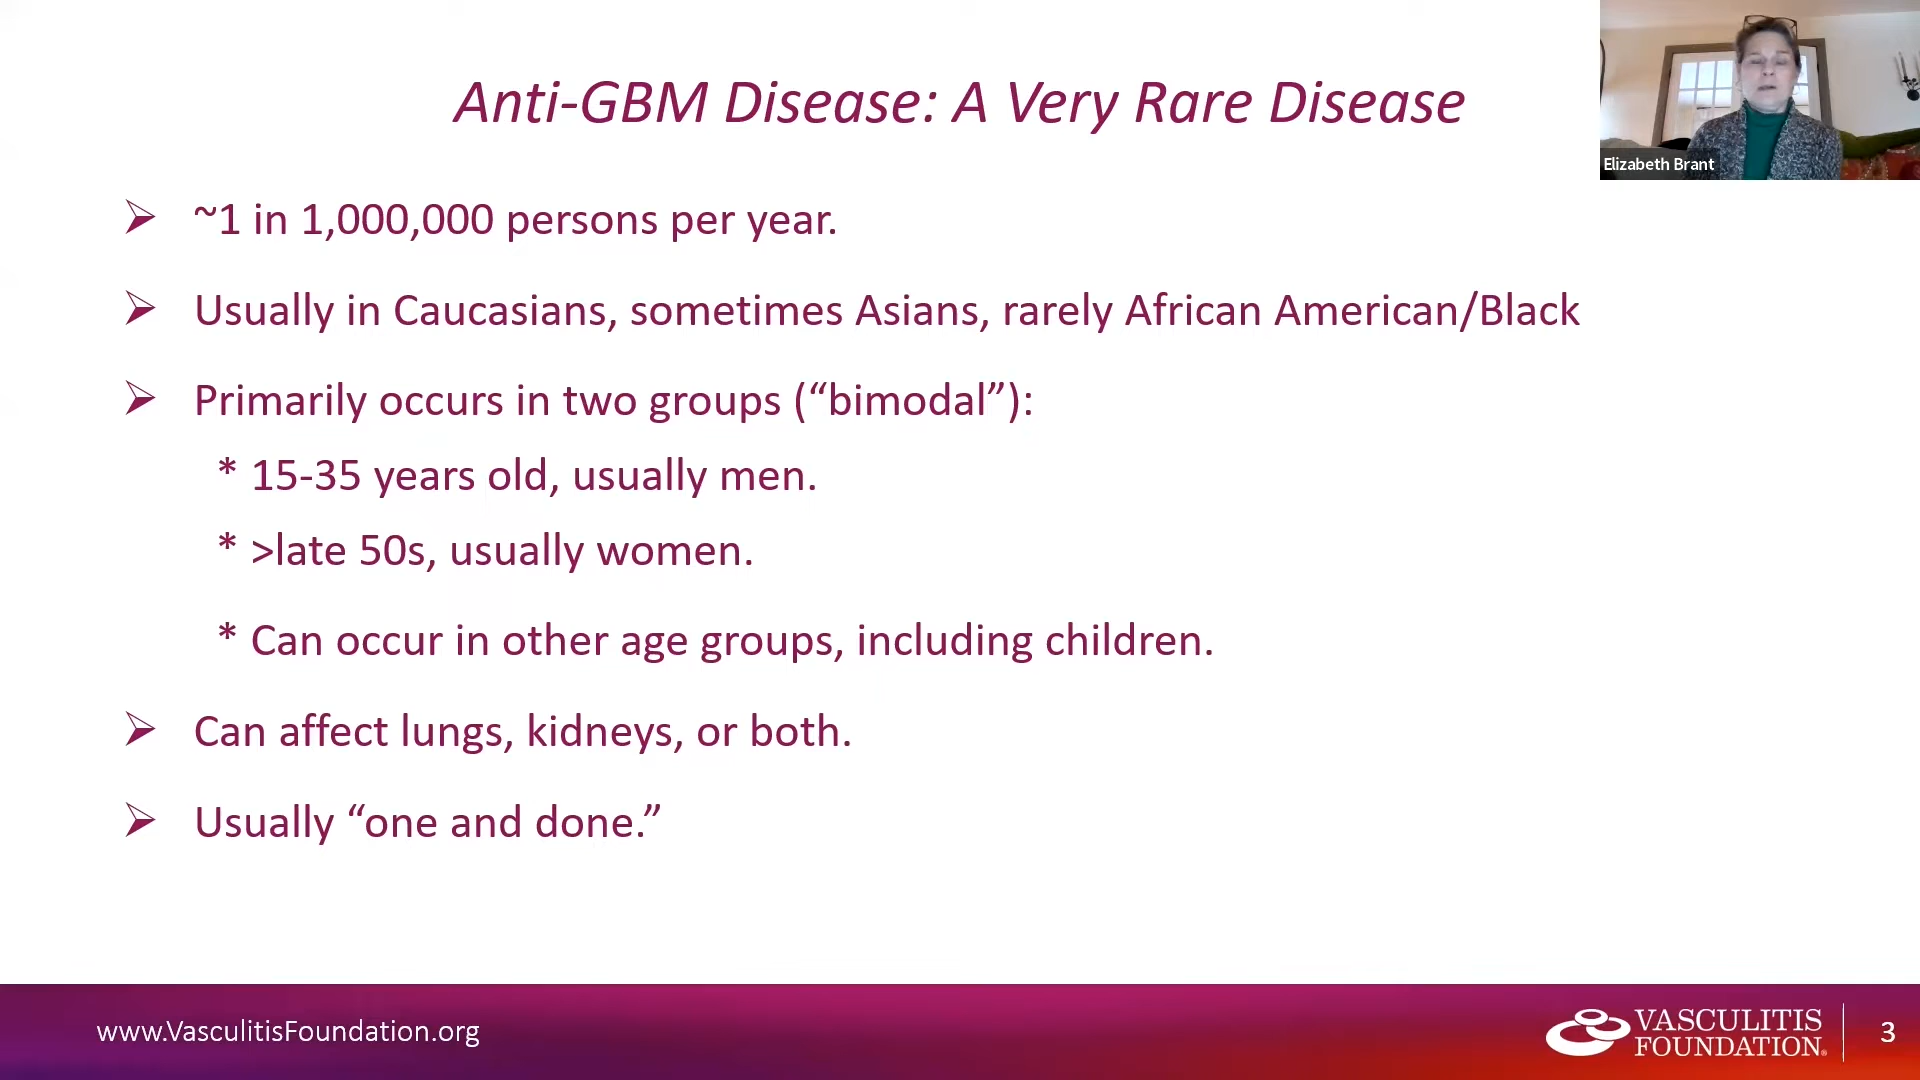 Anti-GBM Disease: A Very Rare Disease
Elizabeth Brant
~1 in 1,000,000 persons per year.
Usually in Caucasians, sometimes Asians, rarely African American/Black
Primarily occurs in two groups (“bimodal”):
* 15-35 years old, usually men.
* >late 50s, usually women.
* Can occur in other age groups, including children.
Can affect lungs, kidneys, or both.
Usually “one and done.”
www.VasculitisFoundation.org
VASCULITIS
FOUNDATION®
3